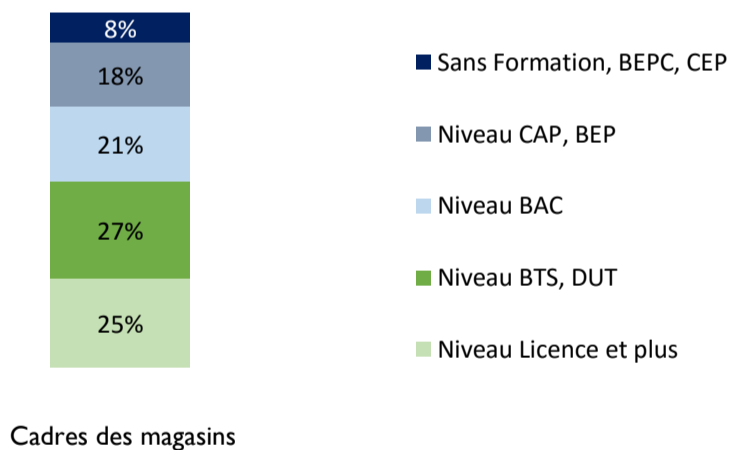 8%
18%
21%
27%
25%
Sans Formation, BEPC, CEP
Niveau CAP, BEP
Niveau BAC
Niveau BTS, DUT
Niveau Licence et plus
Cadres des magasins